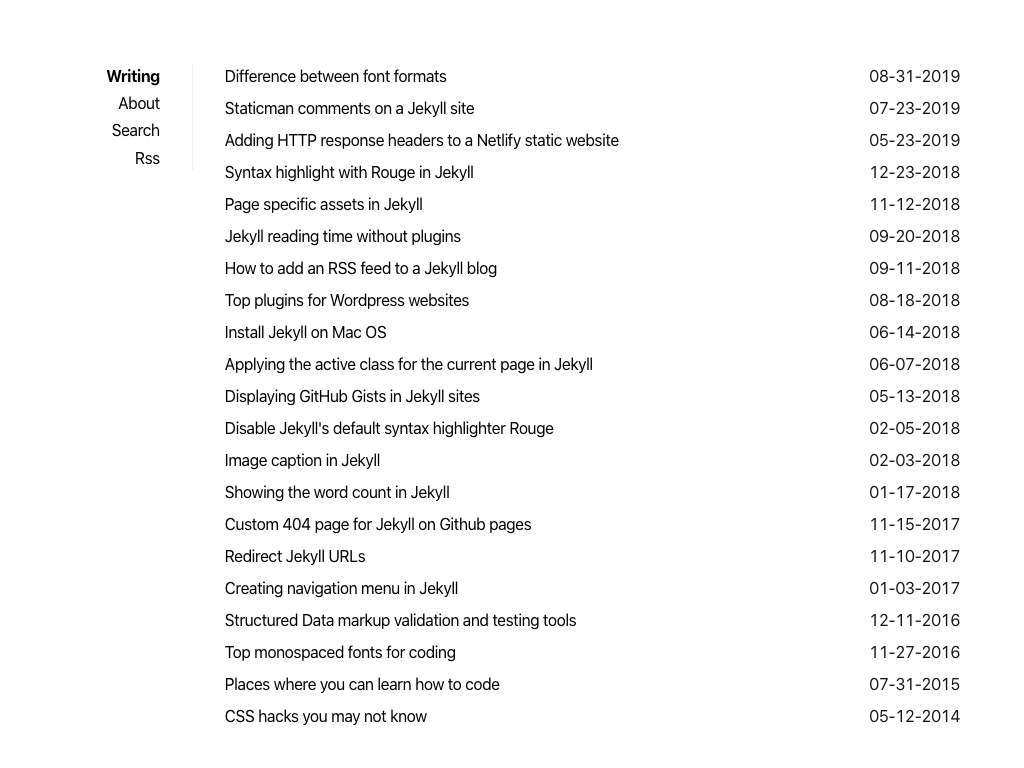 Writing
About
Search
Rss
Difference between font formats 08-31-2019
Staticman comments on a Jekyll site 07-23-2019
Adding HTTP response headers to a Netlify static website 05-23-2019
Syntax highlight with Rouge in Jekyll 12-23-2018
Page specific assets in Jekyll 11-12-2018
Jekyll reading time without plugins 09-20-2018
How to add an RSS feed to a Jekyll blog 09-11-2018
Top plugins for Wordpress websites 08-18-2018
Install Jekyll on Mac OS 06-14-2018
Applying the active class for the current page in Jekyll 06-07-2018
Displaying GitHub Gists in Jekyll sites 05-13-2018
Disable Jekyll's default syntax highlighter Rouge 02-05-2018
Image caption in Jekyll 02-03-2018
Showing the word count in Jekyll 01-17-2018
Custom 404 page for Jekyll on Github pages 11-15-2017
Redirect Jekyll URLs 11-10-2017
Creating navigation menu in Jekyll 01-03-2017
Structured Data markup validation and testing tools 12-11-2016
Top monospaced fonts for coding 11-27-2016
Places where you can learn how to code 07-31-2015
CSS hacks you may not know 05-12-2014